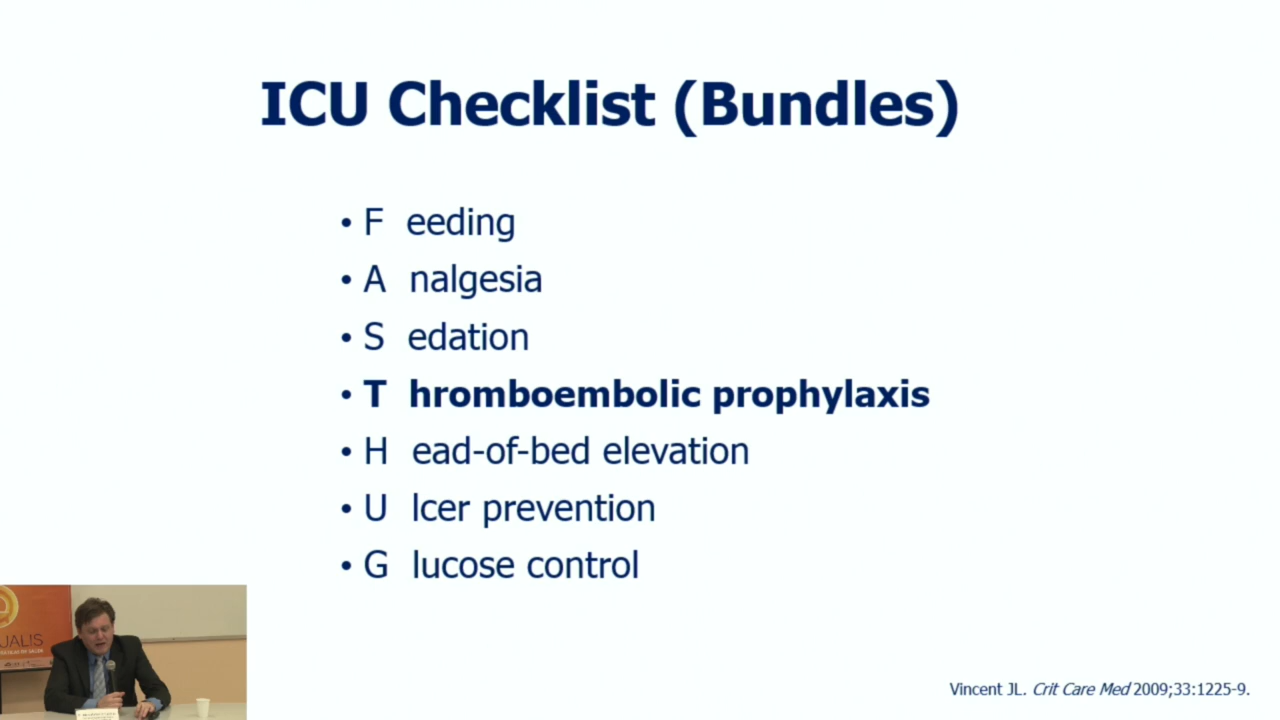 ICU Checklist (Bundles)
• F eeding
• A nalgesia
• S edation
• T hromboembolic prophylaxis
• H ead-of-bed elevation
• U lcer prevention
• G lucose control
Vincent JL. Crit Care Med 2009;33:1225-9.
UALIS